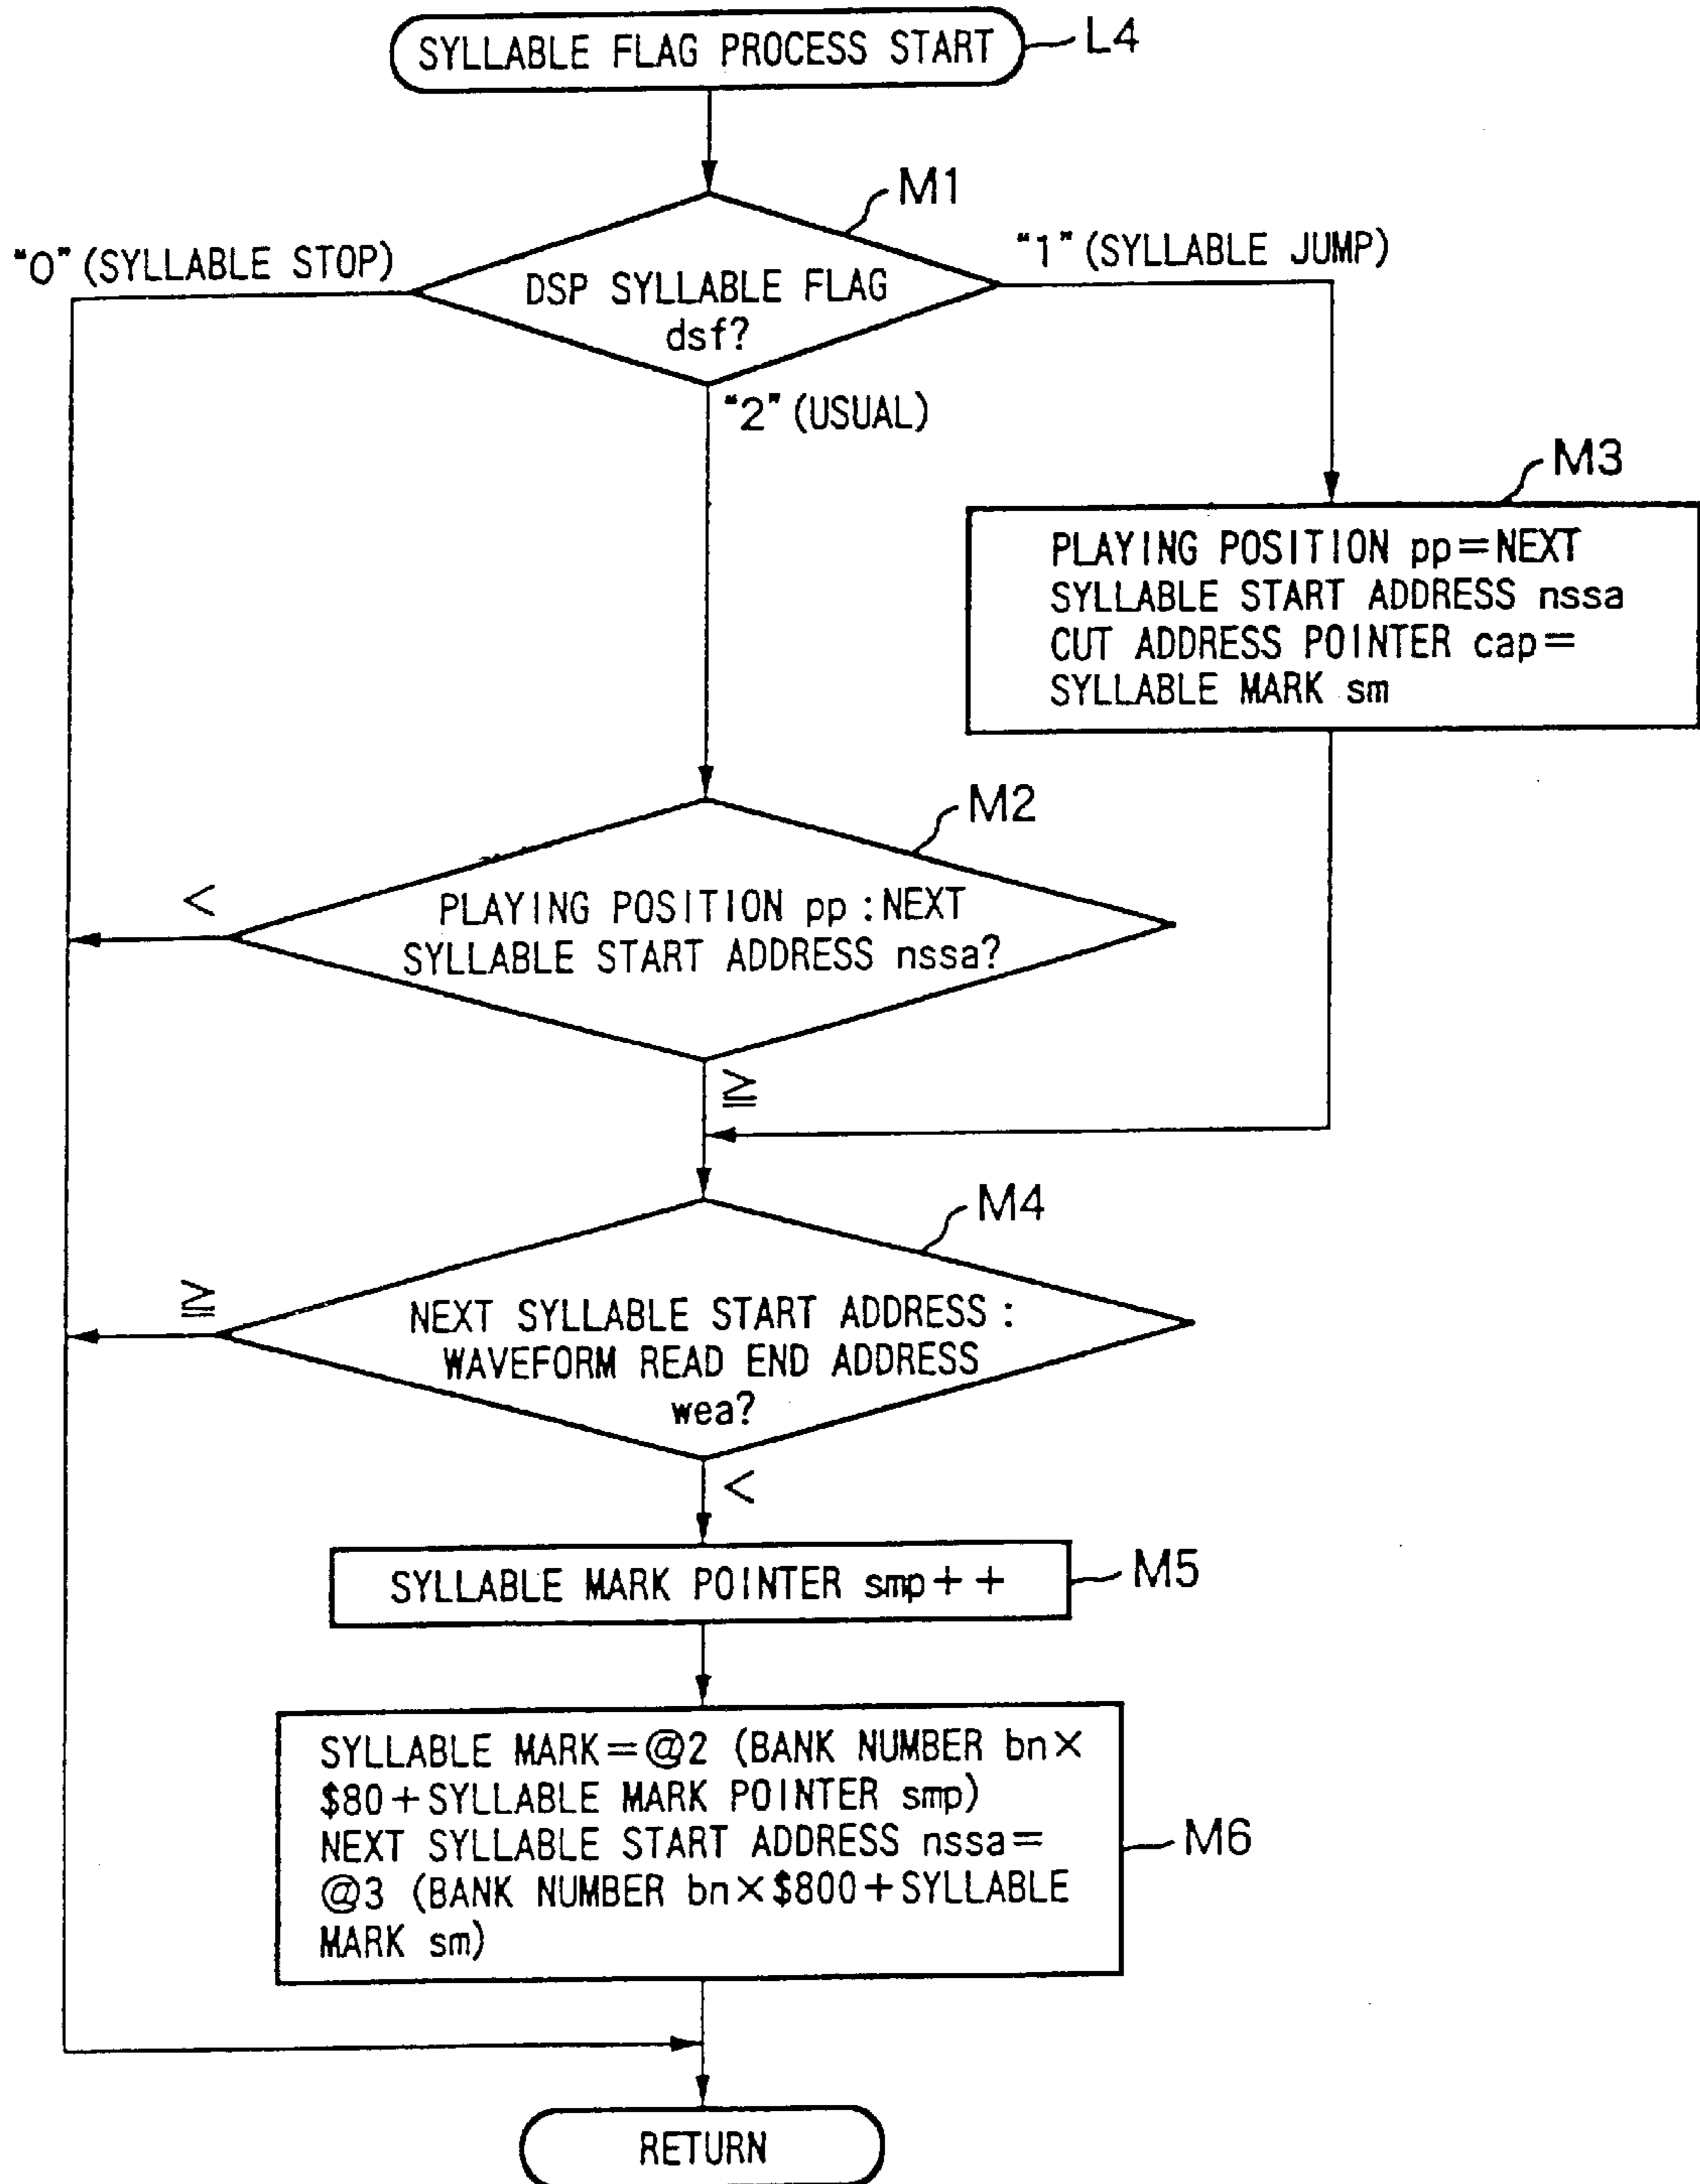 SYLLABLE FLAG PROCESS START
L4
M1
"0" (SYLLABLE STOP)
"1" (SYLLABLE JUMP)
DSP SYLLABLE FLAG
dsf?
"2" (USUAL)
M3
PLAYING POSITION pp=NEXT
SYLLABLE START ADDRESS nssa
CUT ADDRESS POINTER cap=
SYLLABLE MARK sm
M2
<
PLAYING POSITION pp :NEXT
SYLLABLE START ADDRESS nssa?
≧
M4
≧
NEXT SYLLABLE START ADDRESS :
WAVEFORM READ END ADDRESS
wea?
<
SYLLABLE MARK POINTER smp++
M5
SYLLABLE MARK=@2 (BANK NUMBER bn×
$80+SYLLABLE MARK POINTER smp)
NEXT SYLLABLE START ADDRESS nssa=
@3 (BANK NUMBER bn×$800+SYLLABLE
MARK sm)
M6
RETURN